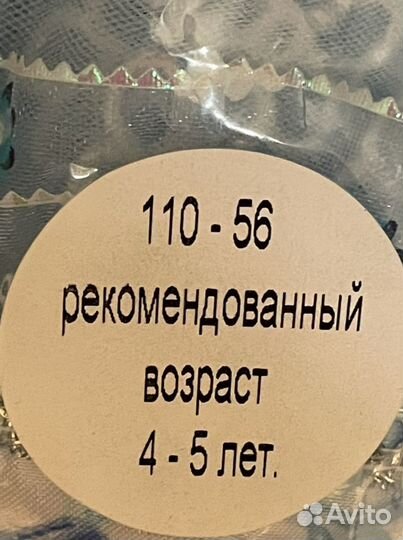 110 - 56
рекомендованный
возраст
4 - 5 лет.
Avito